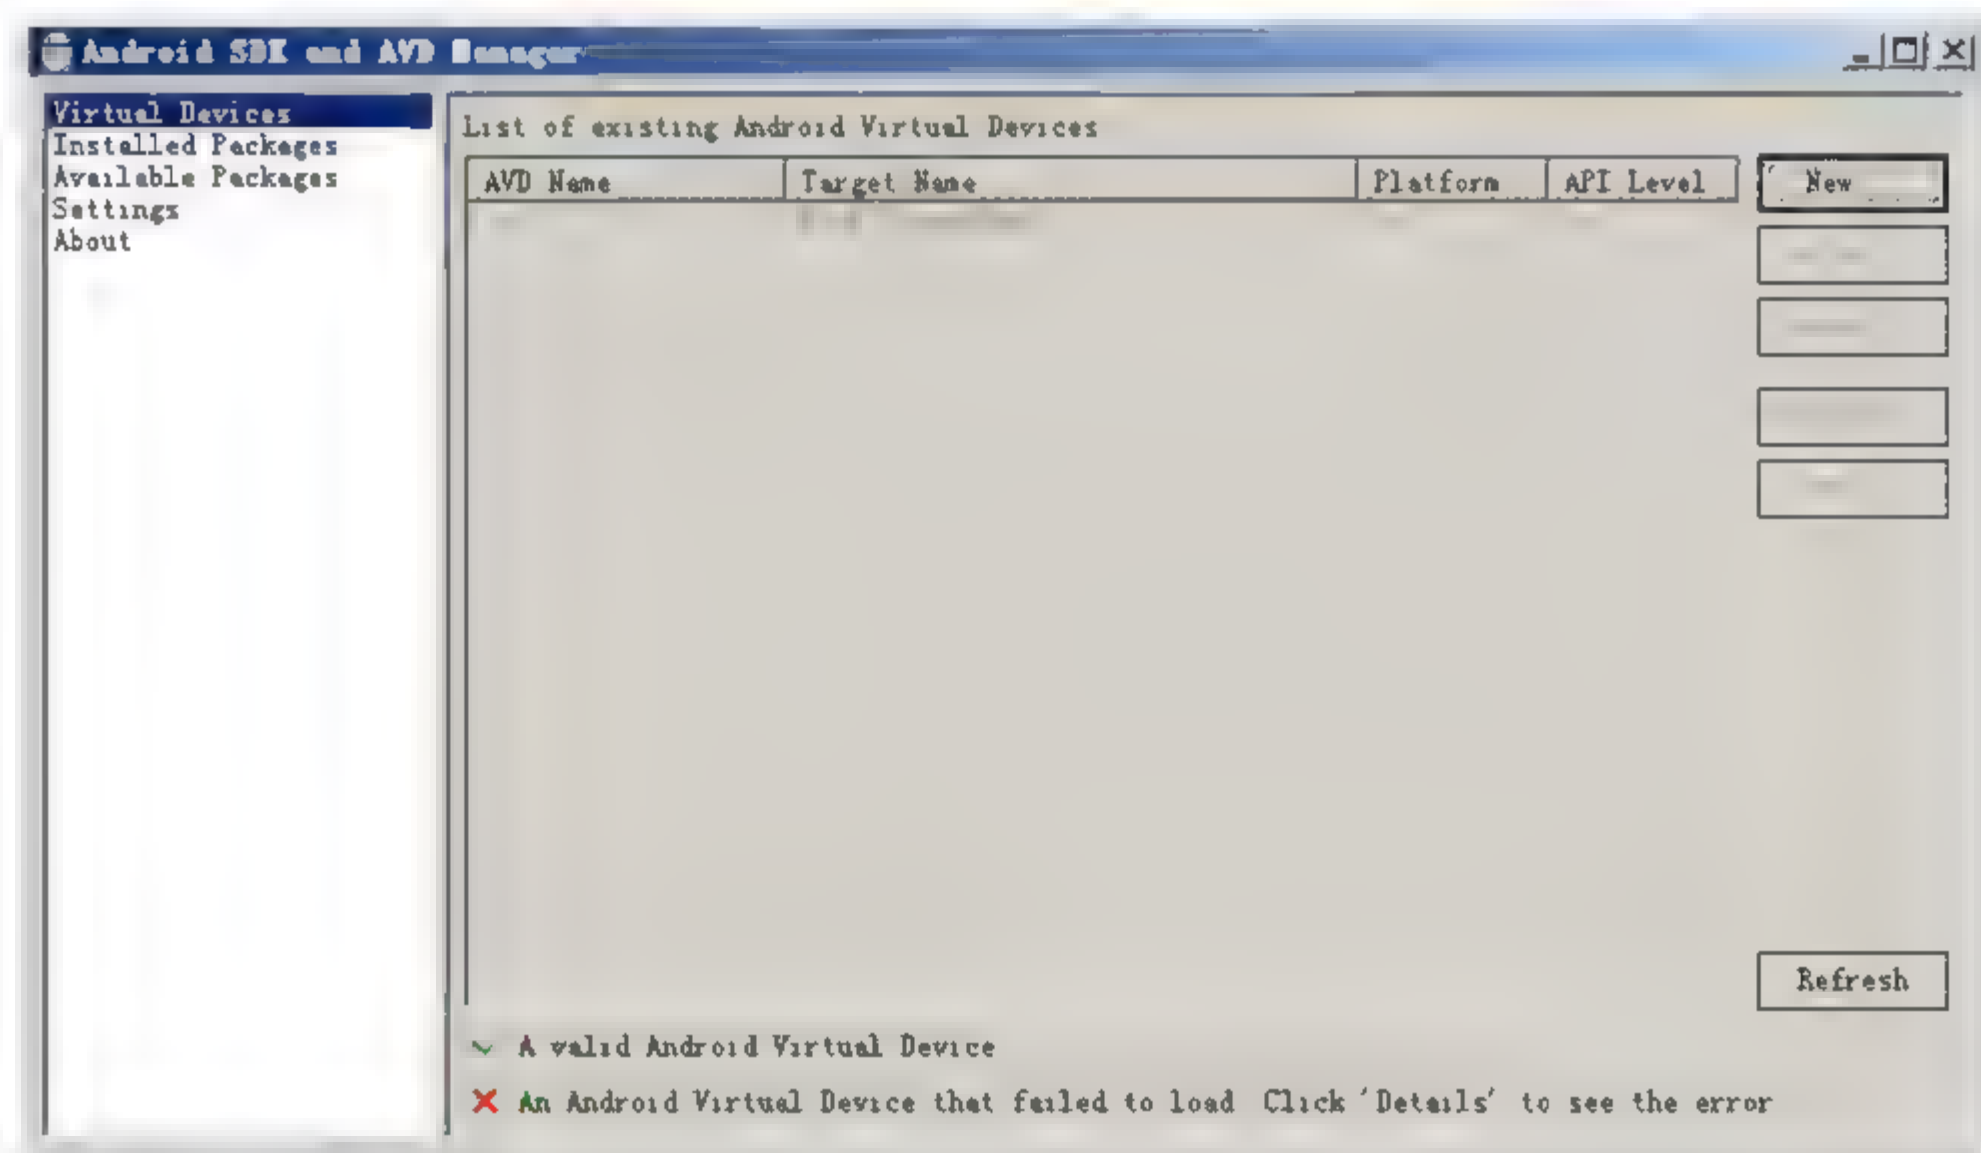 Android SDK and AVD Manager
Virtual Devices
Installed Packages
Available Packages
Settings
About
List of existing Android Virtual Devices
AVD Name Target Name Platform API Level
New
Refresh
A valid Android Virtual Device
An Android Virtual Device that failed to load Click 'Details' to see the error